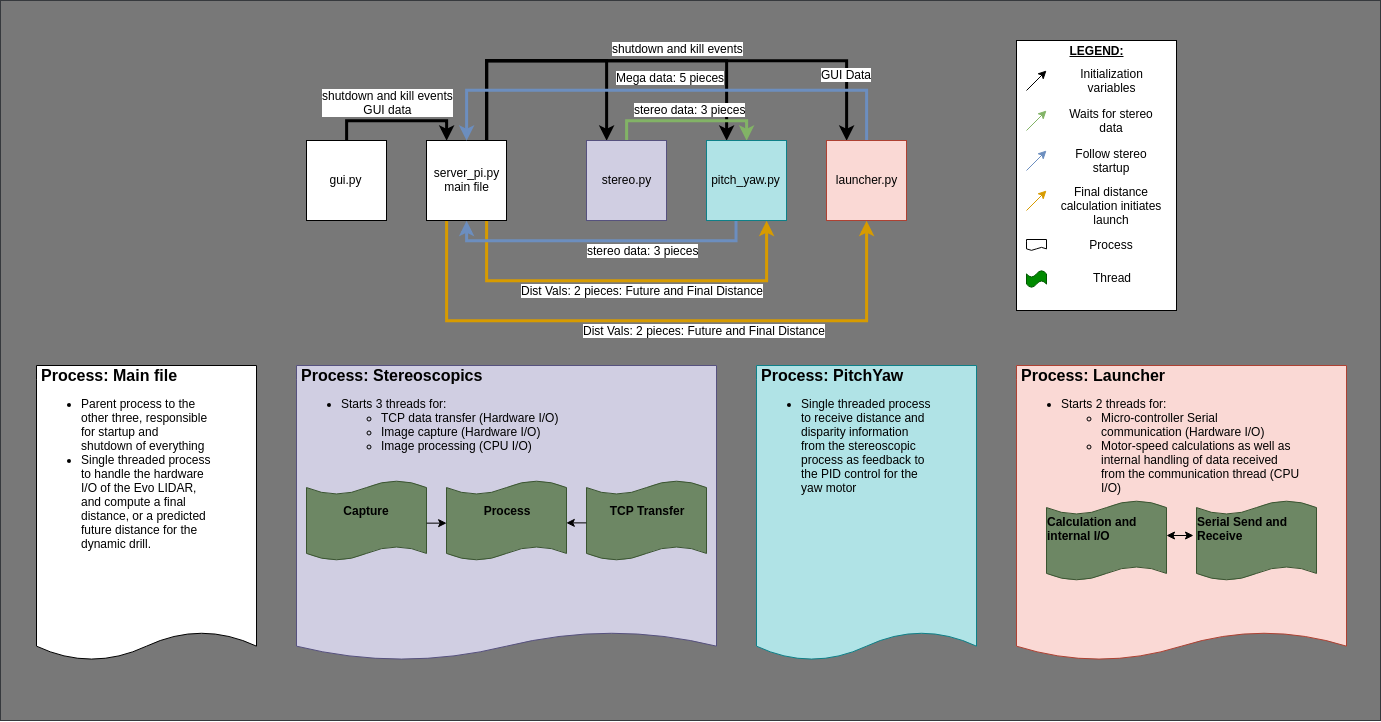 shutdown and kill events
GUI Data
Mega data: 5 pieces
shutdown and kill events
GUI data
stereo data: 3 pieces
gui.py
server_pi.py
main file
stereo.py
pitch_yaw.py
launcher.py
stereo data: 3 pieces
Dist Vals: 2 pieces: Future and Final Distance
Dist Vals: 2 pieces: Future and Final Distance
LEGEND:
Initialization
variables
Waits for stereo
data
Follow stereo
startup
Final distance
calculation initiates
launch
Process
Thread
Process: Main file
Parent process to the
other three, responsible
for startup and
shutdown of everything
Single threaded process
to handle the hardware
I/O of the Evo LIDAR,
and compute a final
distance, or a predicted
future distance for the
dynamic drill.
Process: Stereoscopics
Starts 3 threads for:
TCP data transfer (Hardware I/O)
Image capture (Hardware I/O)
Image processing (CPU I/O)
Capture
Process
TCP Transfer
Process: PitchYaw
Single threaded process
to receive distance and
disparity information
from the stereoscopic
process as feedback to
the PID control for the
yaw motor
Process: Launcher
Starts 2 threads for:
Micro-controller Serial
communication (Hardware I/O)
Motor-speed calculations as well as
internal handling of data received
from the communication thread (CPU
I/O)
Calculation and
internal I/O
Serial Send and
Receive